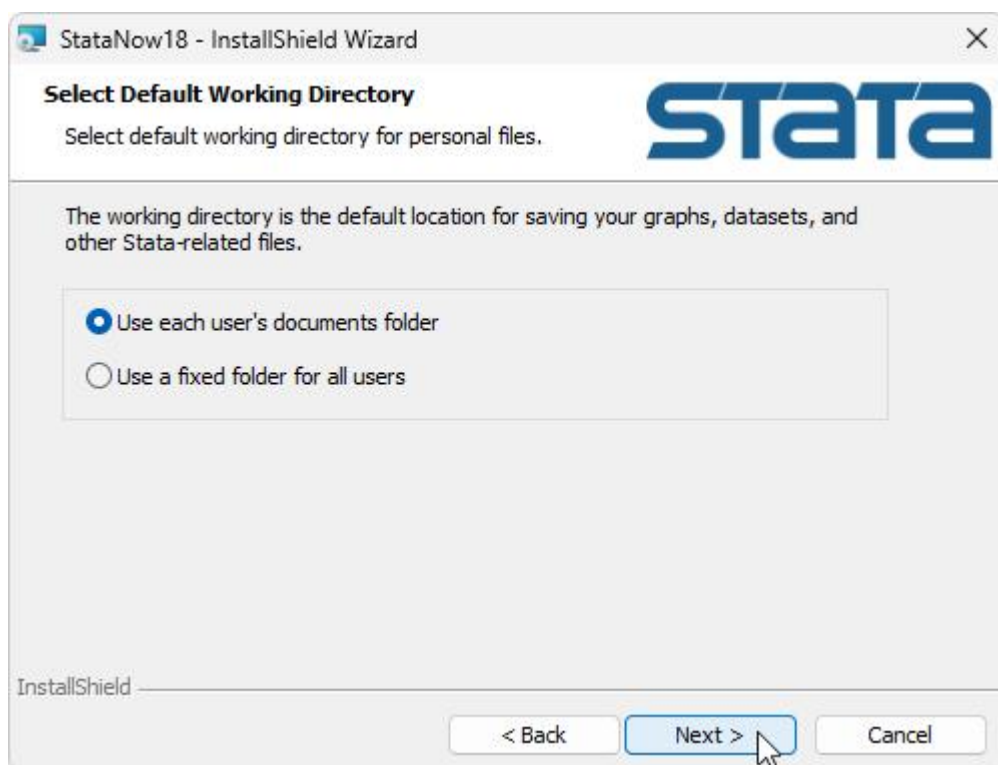 StataNow18 - InstallShield Wizard
Select Default Working Directory
Select default working directory for personal files.
STATA
The working directory is the default location for saving your graphs, datasets, and
other Stata-related files.
Use each user's documents folder
Use a fixed folder for all users
InstallShield
< Back Next > Cancel